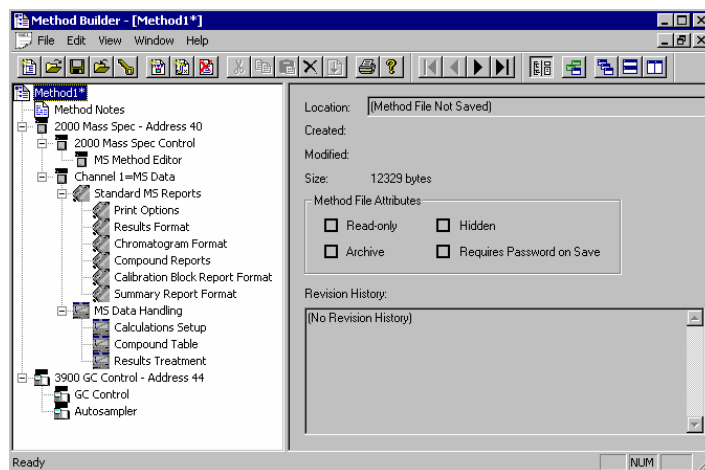 Method Builder - [Method1*]
File Edit View Window Help
Method1*
Method Notes
2000 Mass Spec - Address 40
2000 Mass Spec Control
MS Method Editor
Channel 1=MS Data
Standard MS Reports
Print Options
Results Format
Chromatogram Format
Compound Reports
Calibration Block Report Format
Summary Report Format
MS Data Handling
Calculations Setup
Compound Table
Results Treatment
3900 GC Control - Address 44
GC Control
Autosampler
Location: (Method File Not Saved)
Created:
Modified:
Size: 12329 bytes
Method File Attributes
Read-only Hidden
Archive Requires Password on Save
Revision History:
(No Revision History)
Ready NUM